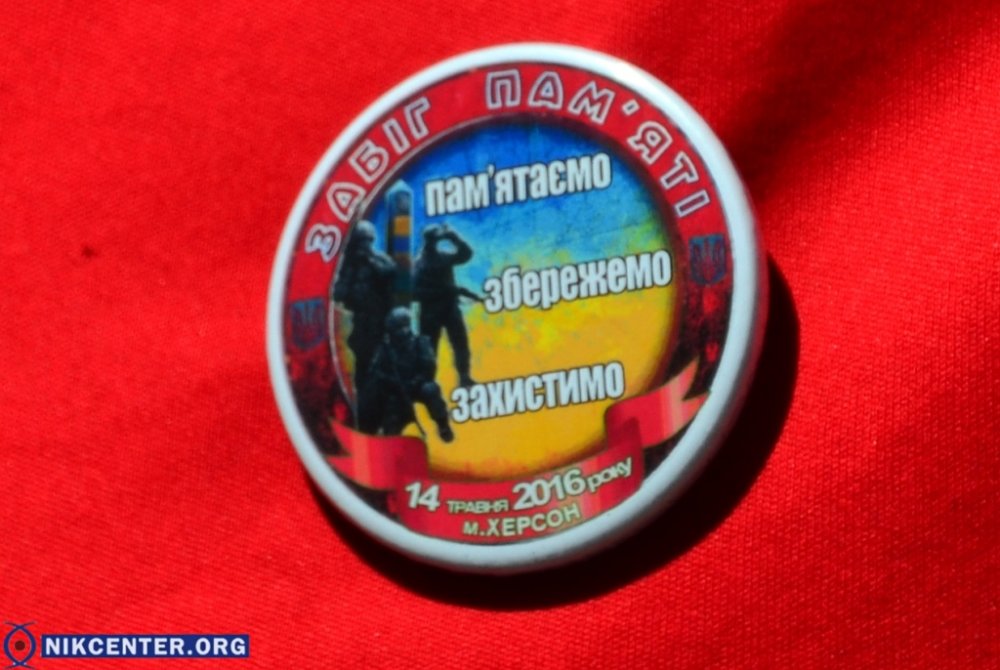 ЗАБІГ ПАМ'ЯТІ
пам'ятаємо
збережемо
захистимо
14 ТРАВНЯ 2016 року
м.ХЕРСОН
NIKCENTER.ORG